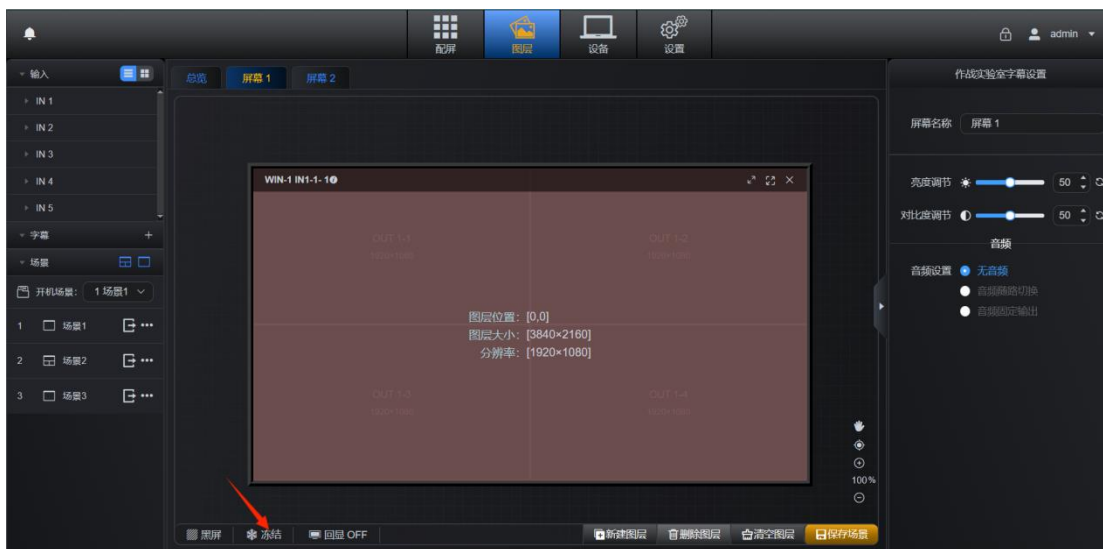 配屏
图层
设备
设置
admin
输入
IN 1
IN 2
IN 3
IN 4
IN 5
字幕
场景
开机场景: 1 场景1
1 场景1
2 场景2
3 场景3
总览
屏幕 1
屏幕 2
WIN-1 IN1-1- 1
OUT 1-1
1920×1080
OUT 1-2
1920×1080
图层位置: [0,0]
图层大小: [3840×2160]
分辨率: [1920×1080]
OUT 1-3
1920×1080
OUT 1-4
1920×1080
100%
黑屏
冻结
回显 OFF
新建图层
删除图层
清空图层
保存场景
作战实验室字幕设置
屏幕名称 屏幕 1
亮度调节 50
对比度调节 50
音频
音频设置 无音频
音频随路切换
音频固定输出